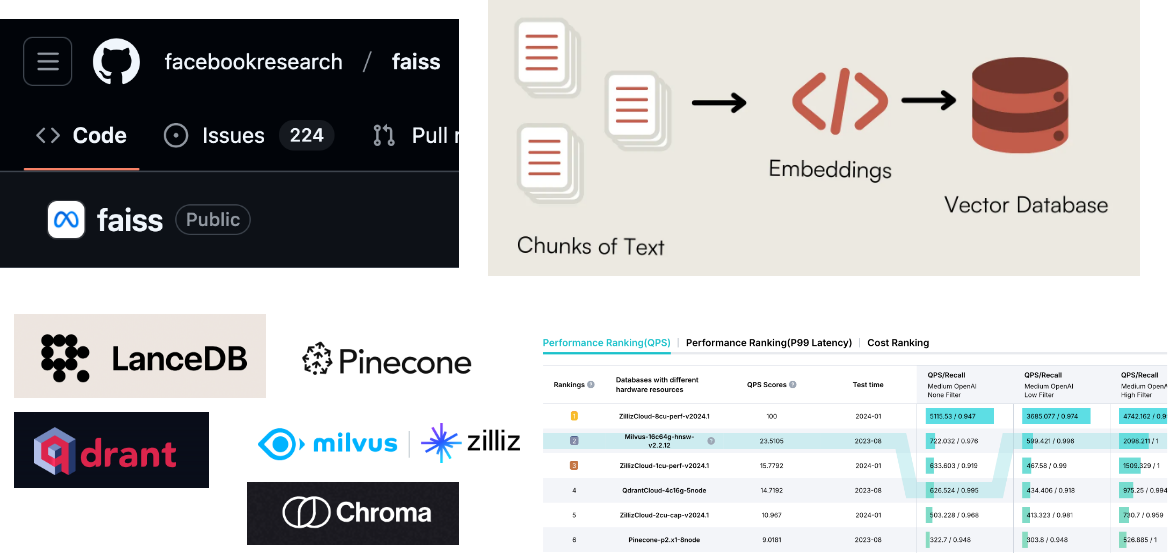 facebookresearch / faiss
Code Issues 224 Pull r
faiss Public
Chunks of Text
</> Embeddings
Vector Database
LanceDB
Pinecone
drant
milvus | zilliz
Chroma
Performance Ranking(QPS) | Performance Ranking(P99 Latency) | Cost Ranking
Rankings ? Databases with different hardware resources QPS Scores ? Test time QPS/Recall Medium OpenAI None Filter QPS/Recall Medium OpenAI Low Filter QPS/Recall Medium OpenA High Filter
1 ZillizCloud-8cu-perf-v2024.1 100 2024-01 5115.53 / 0.947 3685.077 / 0.974 4742.162 / 0.9
2 Milvus-16c64g-hnsw-v2.2.12 ? 23.5105 2023-08 722.032 / 0.976 599.421 / 0.996 2098.211 / 1
3 ZillizCloud-1cu-perf-v2024.1 15.7792 2024-01 633.603 / 0.919 467.58 / 0.99 1509.329 / 1
4 QdrantCloud-4c16g-5node 14.7192 2023-08 626.524 / 0.995 434.406 / 0.918 975.25 / 0.994
5 ZillizCloud-2cu-cap-v2024.1 10.967 2024-01 503.228 / 0.968 413.323 / 0.981 730.7 / 0.959
6 Pinecone-p2.x1-8node 9.0181 2023-08 322.7 / 0.948 303.8 / 0.948 526.885 / 1